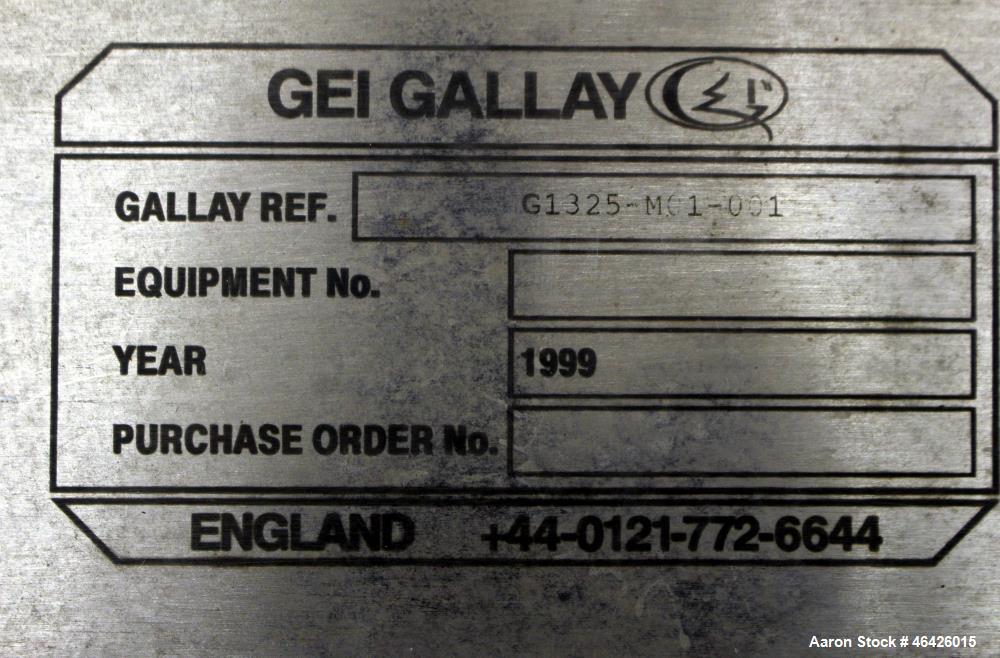 GEI GALLAY
GALLAY REF. G1325-M01-001
EQUIPMENT No.
YEAR 1999
PURCHASE ORDER No.
ENGLAND +44-0121-772-6644
Aaron Stock # 46426015